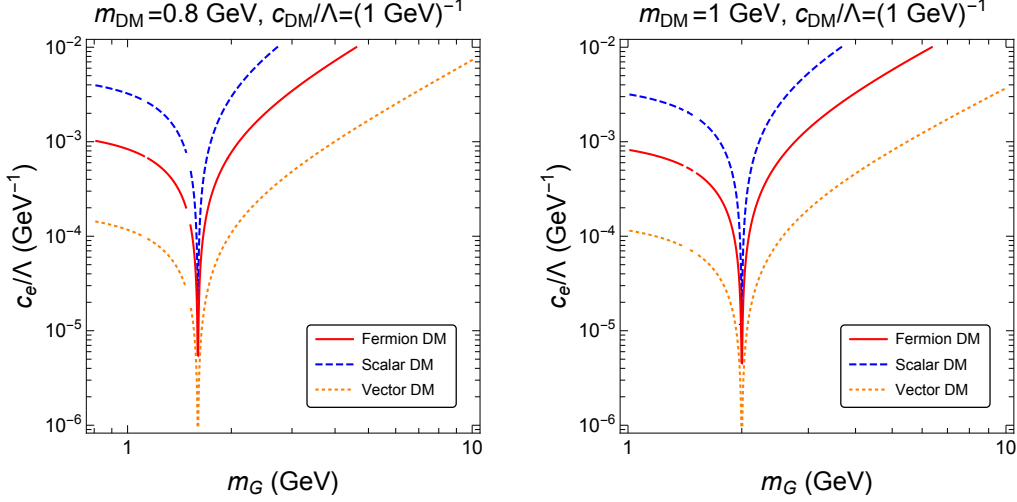 m_DM=0.8 GeV, c_DM/Λ=(1 GeV)⁻¹
10⁻²
10⁻³
10⁻⁴
10⁻⁵
10⁻⁶
c_e/Λ (GeV⁻¹)
Fermion DM
Scalar DM
Vector DM
1
2
10
m_G (GeV)
m_DM=1 GeV, c_DM/Λ=(1 GeV)⁻¹
10⁻²
10⁻³
10⁻⁴
10⁻⁵
10⁻⁶
c_e/Λ (GeV⁻¹)
Fermion DM
Scalar DM
Vector DM
1
2
10
m_G (GeV)